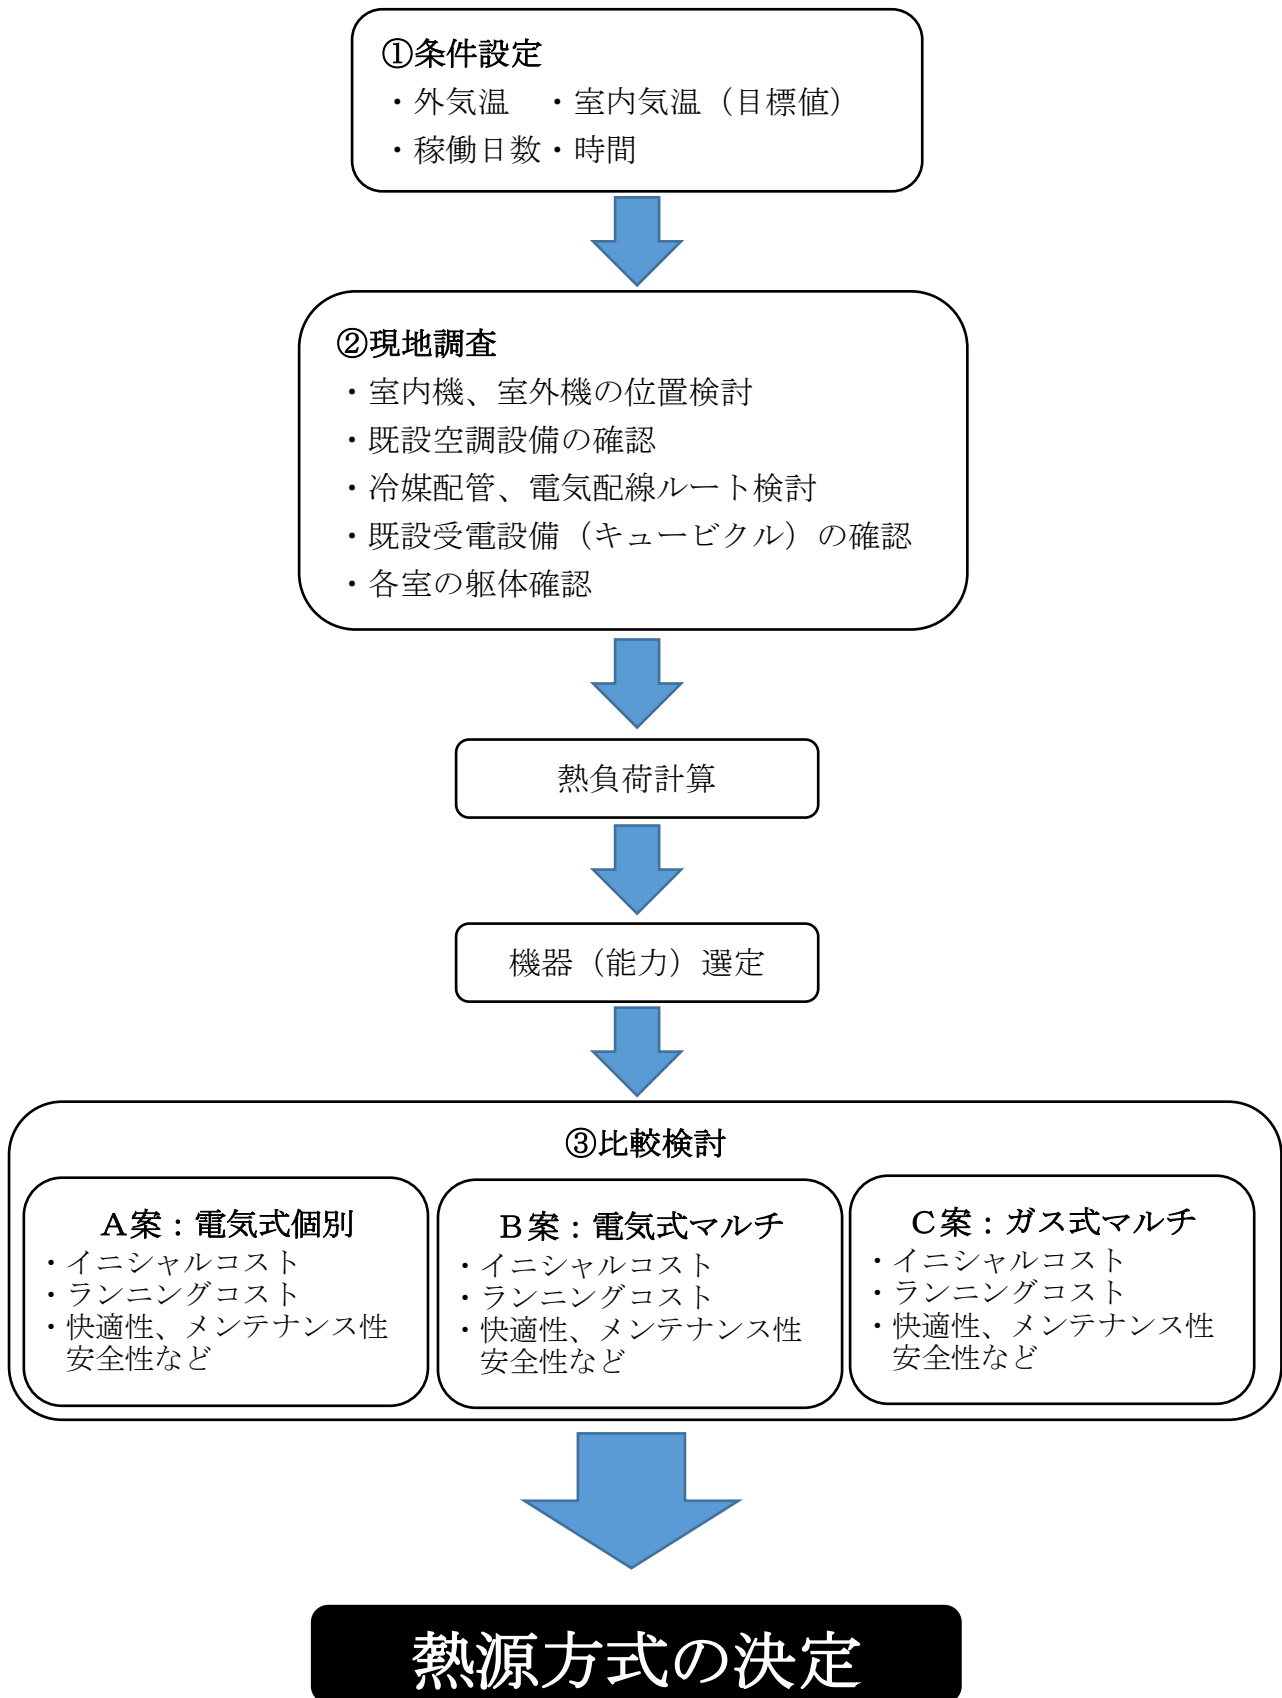 ①条件設定
・外気温　・室内気温（目標値）
・稼働日数・時間
②現地調査
・室内機、室外機の位置検討
・既設空調設備の確認
・冷媒配管、電気配線ルート検討
・既設受電設備（キュービクル）の確認
・各室の躯体確認
熱負荷計算
機器（能力）選定
③比較検討
Ａ案：電気式個別
・イニシャルコスト
・ランニングコスト
・快適性、メンテナンス性
安全性など
Ｂ案：電気式マルチ
・イニシャルコスト
・ランニングコスト
・快適性、メンテナンス性
安全性など
Ｃ案：ガス式マルチ
・イニシャルコスト
・ランニングコスト
・快適性、メンテナンス性
安全性など
熱源方式の決定